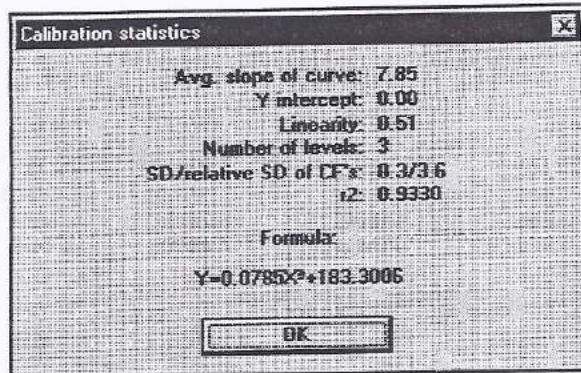 Calibration statistics
Avg. slope of curve: 7.85
Y intercept: 0.00
Linearity: 0.51
Number of levels: 3
SD/relative SD of CF's: 0.3/3.6
r2: 0.9330
Formula:
Y=0.0785X²+183.3006
OK